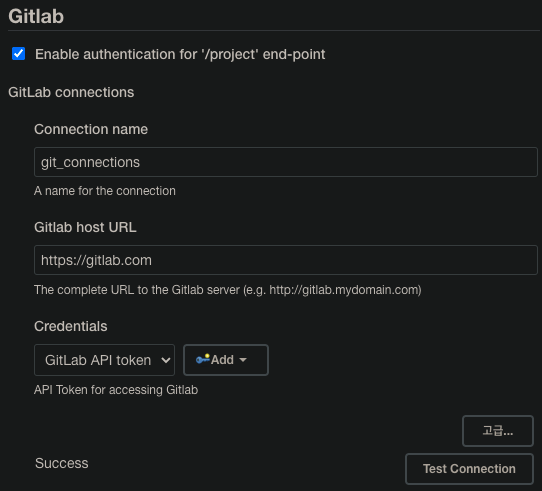 Gitlab
Enable authentication for '/project' end-point
GitLab connections
Connection name
git_connections
A name for the connection
Gitlab host URL
https://gitlab.com
The complete URL to the Gitlab server (e.g. http://gitlab.mydomain.com)
Credentials
GitLab API token
Add
API Token for accessing Gitlab
고급...
Success
Test Connection